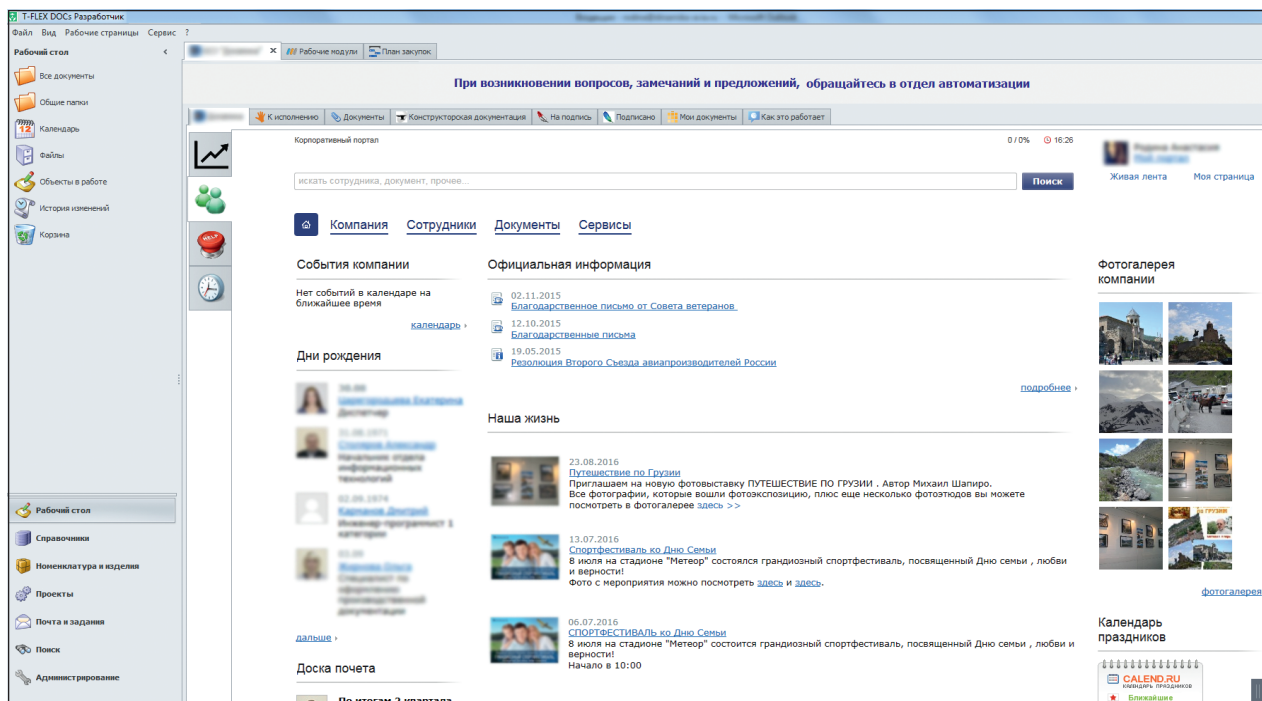 T-FLEX DOCs Разработчик
Файл Вид Рабочие страницы Сервис ?
Рабочий стол
Все документы
Общие папки
Календарь
12
Файлы
Объекты в работе
История изменений
Корзина
Рабочий стол
Справочники
Номенклатура и изделия
Проекты
Почта и задания
Поиск
Администрирование
Рабочие модули
План закупок
При возникновении вопросов, замечаний и предложений, обращайтесь в отдел автоматизации
К исполнению
Документы
Конструкторская документация
На подпись
Подписано
Мои документы
Как это работает
HELP
Корпоративный портал
0 / 0% 16:26
искать сотрудника, документ, прочее...
Поиск
Живая лента Моя страница
Компания Сотрудники Документы Сервисы
События компании
Нет событий в календаре на
ближайшее время
календарь ›
Дни рождения
дальше ›
Доска почета
По итогам 2 квартала
Официальная информация
02.11.2015
Благодарственное письмо от Совета ветеранов
12.10.2015
Благодарственные письма
19.05.2015
Резолюция Второго Съезда авиапроизводителей России
подробнее ›
Наша жизнь
23.08.2016
Путешествие по Грузии
Приглашаем на новую фотовыставку ПУТЕШЕСТВИЕ ПО ГРУЗИИ . Автор Михаил Шапиро.
Все фотографии, которые вошли фотоэкспозицию, плюс еще несколько фотоэтюдов вы можете
посмотреть в фотогалерее здесь >>
13.07.2016
Спортфестиваль ко Дню Семьи
8 июля на стадионе "Метеор" состоялся грандиозный спортфестиваль, посвященный Дню семьи , любви
и верности!
Фото с мероприятия можно посмотреть здесь и здесь.
06.07.2016
СПОРТФЕСТИВАЛЬ ко Дню Семьи
8 июля на стадионе "Метеор" состоится грандиозный спортфестиваль, посвященный Дню семьи , любви и
верности!
Начало в 10:00
Фотогалерея
компании
фотогалерея
Календарь
праздников
CALEND.RU
КАЛЕНДАРЬ ПРАЗДНИКОВ
Ближайшие